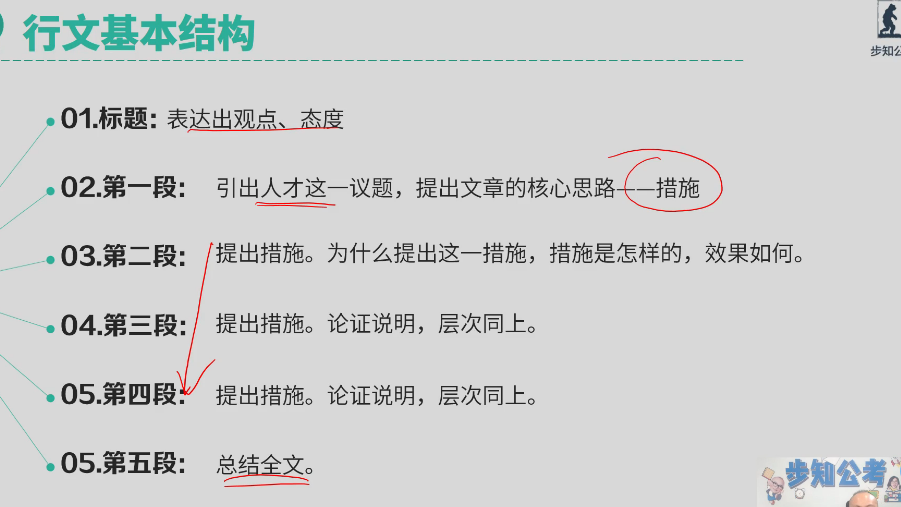 行文基本结构
步知公
01.标题：表达出观点、态度
02.第一段：引出人才这一议题，提出文章的核心思路——措施
03.第二段：提出措施。为什么提出这一措施，措施是怎样的，效果如何。
04.第三段：提出措施。论证说明，层次同上。
05.第四段：提出措施。论证说明，层次同上。
05.第五段：总结全文。
步知公考